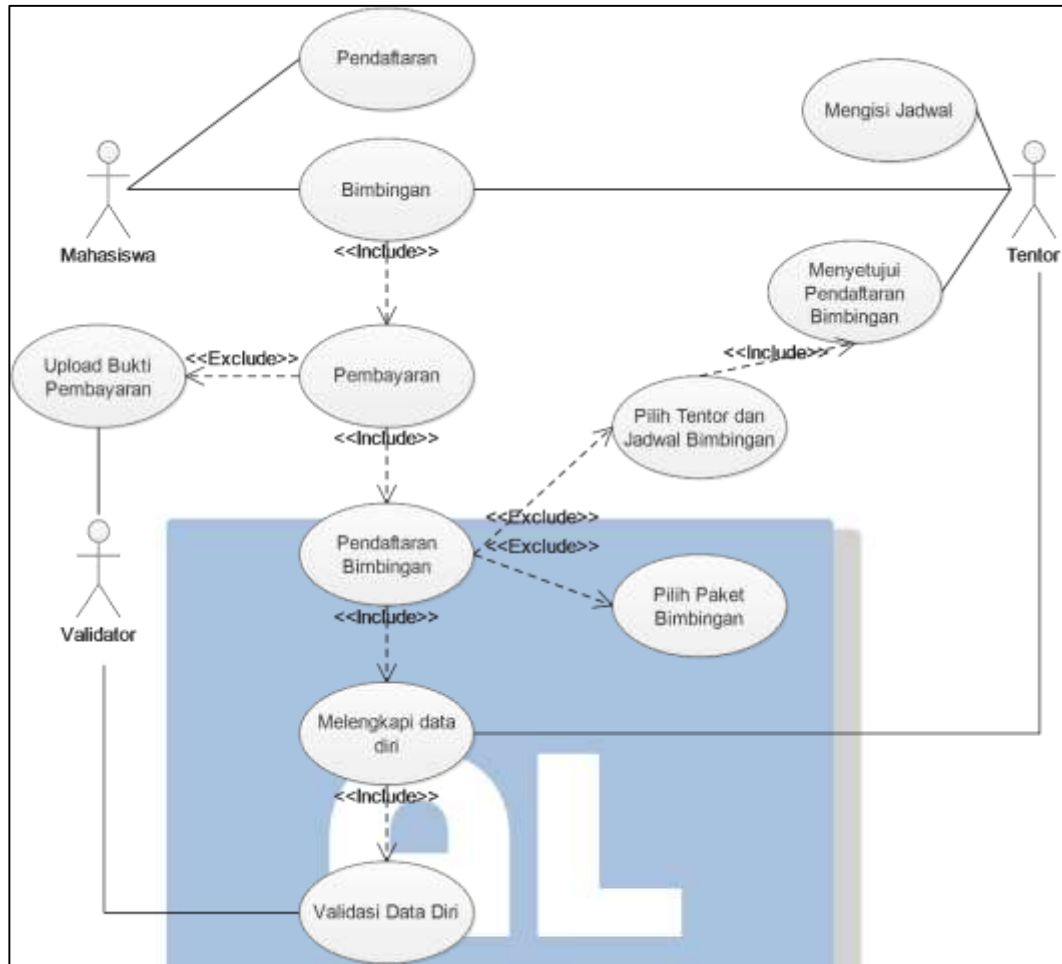 Pendaftaran
Mengisi Jadwal
Bimbingan
Mahasiswa
Tentor
<<Include>>
Menyetujui
Pendaftaran
Bimbingan
Upload Bukti
Pembayaran
<<Exclude>>
Pembayaran
<<Include>>
Pilih Tentor dan
Jadwal Bimbingan
<<Include>>
<<Exclude>>
<<Exclude>>
Pendaftaran
Bimbingan
Pilih Paket
Bimbingan
Validator
<<Include>>
Melengkapi data
diri
<<Include>>
Validasi Data Diri
AL